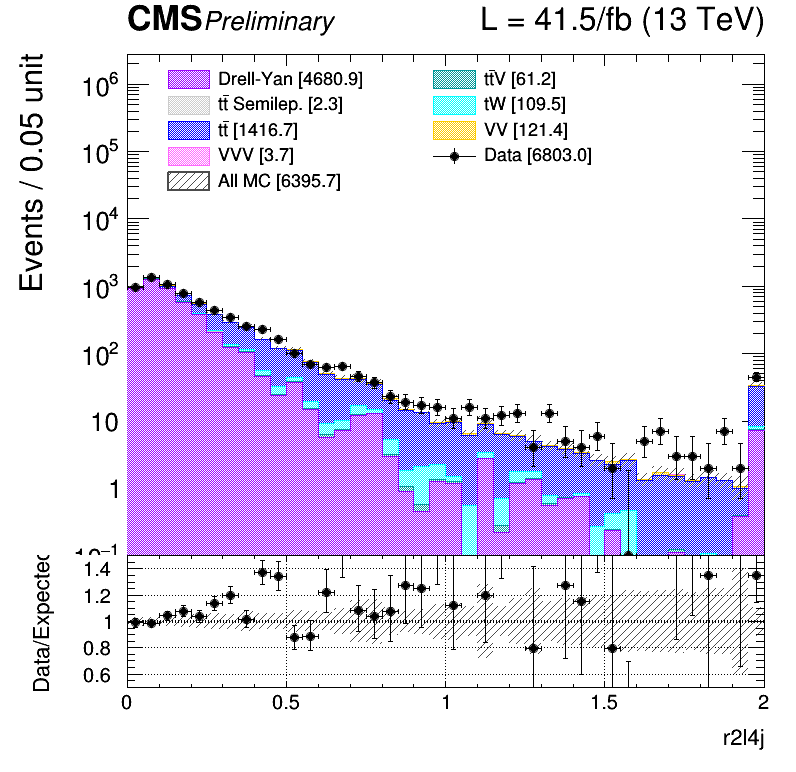 CMS Preliminary L = 41.5/fb (13 TeV)
Events / 0.05 unit
10⁶
10⁵
10⁴
10³
10²
10
1
10⁻¹
Drell-Yan [4680.9]
tt̄ Semilep. [2.3]
tt̄ [1416.7]
VVV [3.7]
All MC [6395.7]
tt̄V [61.2]
tW [109.5]
VV [121.4]
Data [6803.0]
Data/Expected
1.4
1.2
1
0.8
0.6
0 0.5 1 1.5 2
r2l4j